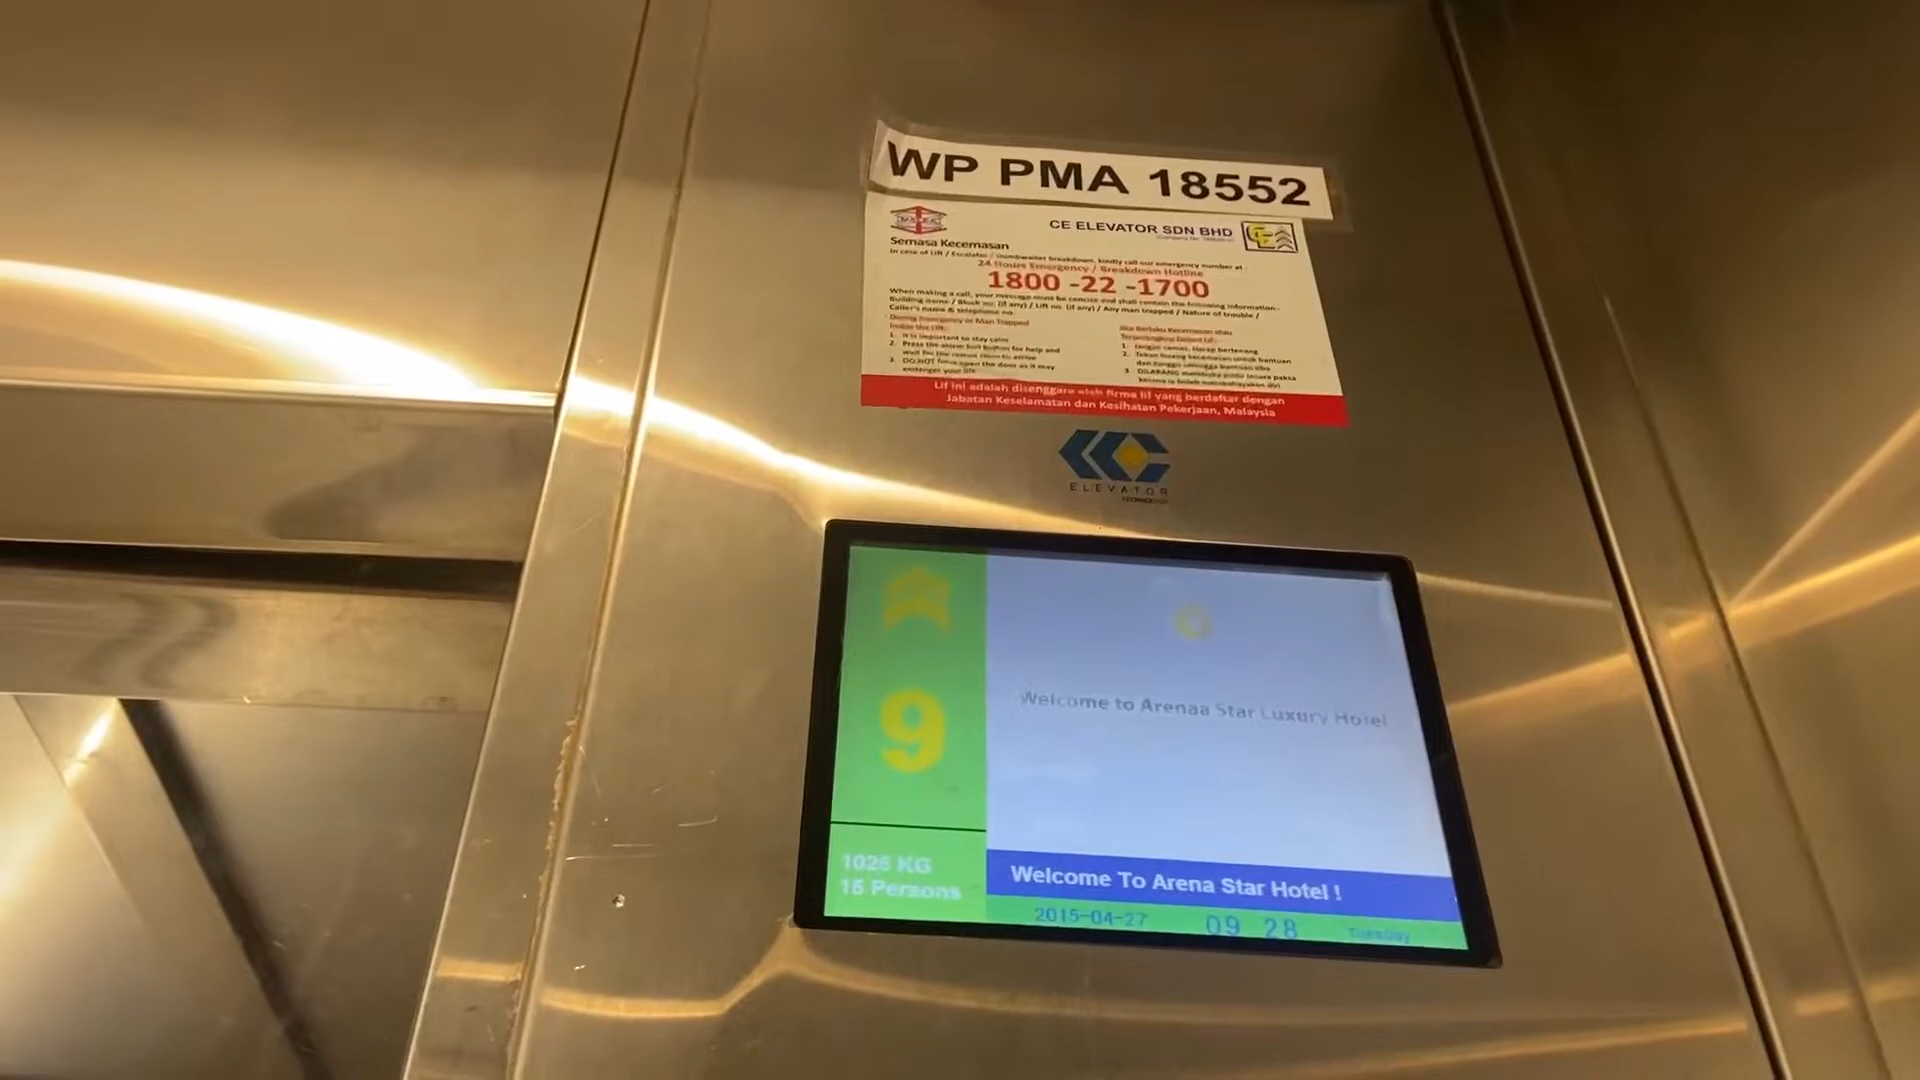 WP PMA 18552
CE ELEVATOR SDN BHD
Semasa Kecemasan
In case of Lift / Escalator / Dumbwaiter breakdown, kindly call our emergency number at :
24 Hours Emergency / Breakdown Hotline
1800 -22 -1700
When making a call, your message must be concise and shall contain the following information:-
Building name / Block no. (if any) / Lift no. (if any) / Any man trapped / Nature of trouble /
Caller's name & telephone no.
During Emergency or Man Trapped
Inside the Lift:
1. It is important to stay calm
2. Press the alarm bell button for help and
wait for the rescue team to arrive
3. DO NOT force open the door as it may
endanger your life
Jika Berlaku Kecemasan atau
1. Jangan cemas. Harap bertenang
2. Tekan loceng kecemasan untuk bantuan
dan tunggu sehingga bantuan tiba
3. DILARANG membuka pintu secara paksa
kerana ia boleh membahayakan diri
Lif ini adalah disenggara oleh firma lif yang berdaftar dengan
Jabatan Keselamatan dan Kesihatan Pekerjaan, Malaysia
ELEVATOR
9
Welcome to Arenaa Star Luxury Hotel
1025 KG
15 Persons
Welcome To Arena Star Hotel !
2015-04-27 09 28 Tuesday